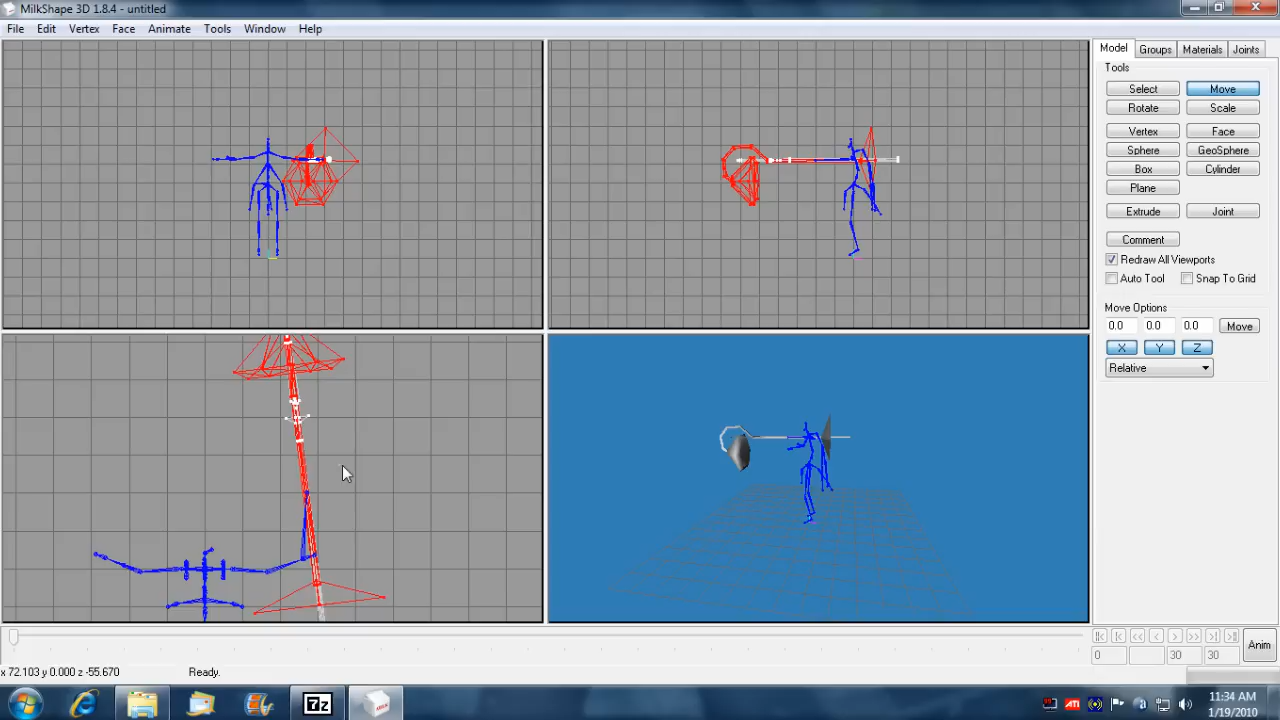 MilkShape 3D 1.8.4 - untitled
File Edit Vertex Face Animate Tools Window Help
Model Groups Materials Joints
Tools
Select Move
Rotate Scale
Vertex Face
Sphere GeoSphere
Box Cylinder
Plane
Extrude Joint
Comment
Redraw All Viewports
Auto Tool Snap To Grid
Move Options
0.0 0.0 0.0 Move
X Y Z
Relative
0 30 30 Anim
x 72.103 y 0.000 z -55.670 Ready.
7z ATI 11:34 AM
1/19/2010